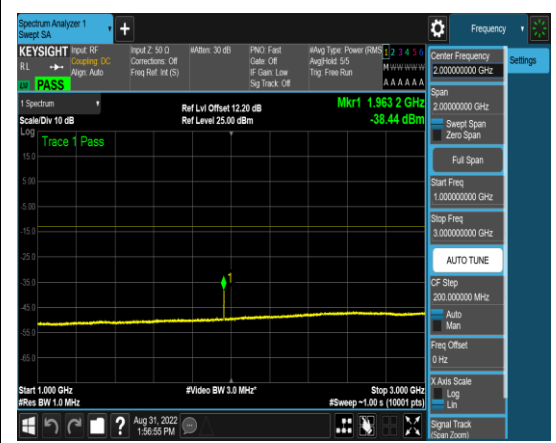 Spectrum Analyzer 1
Swept SA
+
Frequency
KEYSIGHT
RL
PASS
Input: RF
Coupling: DC
Align: Auto
Input Z: 50 Ω
Corrections: Off
Freq Ref: Int (S)
#Atten: 30 dB
PNO: Fast
Gate: Off
IF Gain: Low
Sig Track: Off
#Avg Type: Power (RMS
Avg|Hold: 5/5
Trig: Free Run
1 2 3 4 5 6
M W W W W W
A A A A A A
1 Spectrum
Scale/Div 10 dB
Ref Lvl Offset 12.20 dB
Ref Level 25.00 dBm
Mkr1 1.963 2 GHz
-38.44 dBm
Log
Trace 1 Pass
15.0
5.00
-5.00
-15.0
-25.0
-35.0
-45.0
-55.0
-65.0
1
Start 1.000 GHz
#Res BW 1.0 MHz
#Video BW 3.0 MHz*
Stop 3.000 GHz
#Sweep ~1.00 s (10001 pts)
?
Aug 31, 2022
1:56:55 PM
Settings
Center Frequency
2.000000000 GHz
Span
2.00000000 GHz
Swept Span
Zero Span
Full Span
Start Freq
1.000000000 GHz
Stop Freq
3.000000000 GHz
AUTO TUNE
CF Step
200.000000 MHz
Auto
Man
Freq Offset
0 Hz
X Axis Scale
Log
Lin
Signal Track
(Span Zoom)